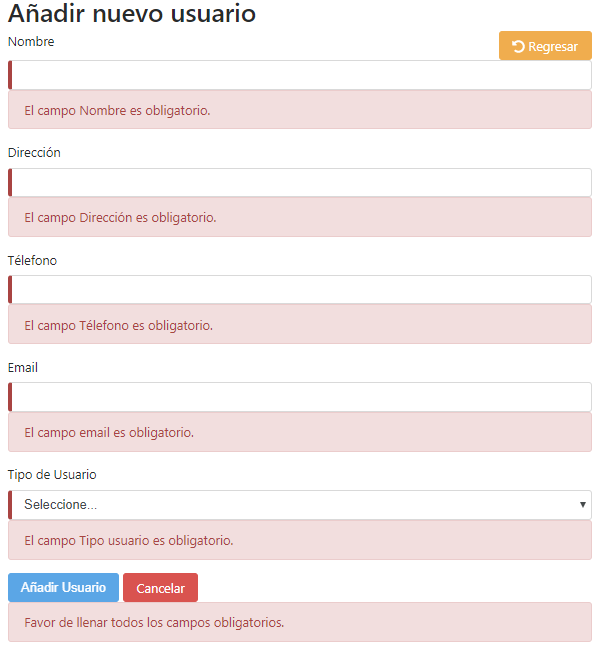 Añadir nuevo usuario
Nombre
Regresar
El campo Nombre es obligatorio.
Dirección
El campo Dirección es obligatorio.
Télefono
El campo Télefono es obligatorio.
Email
El campo email es obligatorio.
Tipo de Usuario
Seleccione...
El campo Tipo usuario es obligatorio.
Añadir Usuario Cancelar
Favor de llenar todos los campos obligatorios.